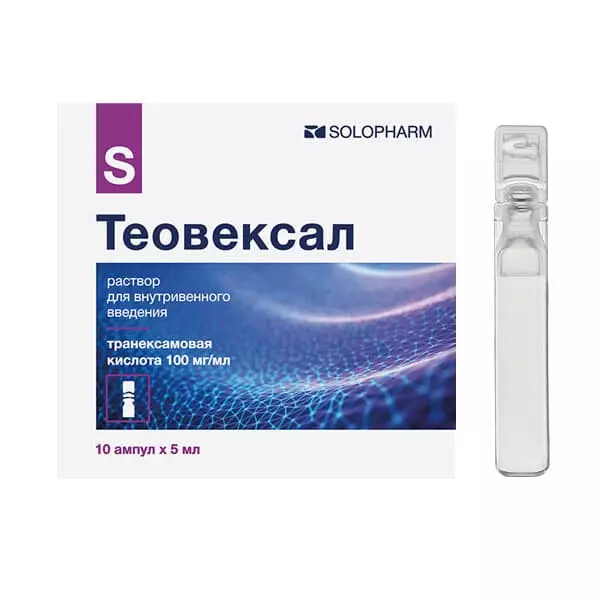 S
SOLOPHARM
Теовексал
раствор
для внутривенного
введения
транексамовая
кислота 100 мг/мл
10 ампул x 5 мл